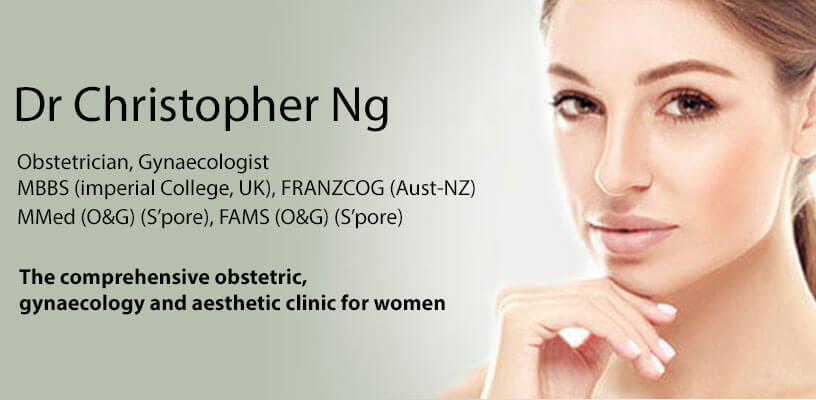 Dr Christopher Ng
Obstetrician, Gynaecologist
MBBS (imperial College, UK), FRANZCOG (Aust-NZ)
MMed (O&G) (S’pore), FAMS (O&G) (S’pore)
The comprehensive obstetric,
gynaecology and aesthetic clinic for women